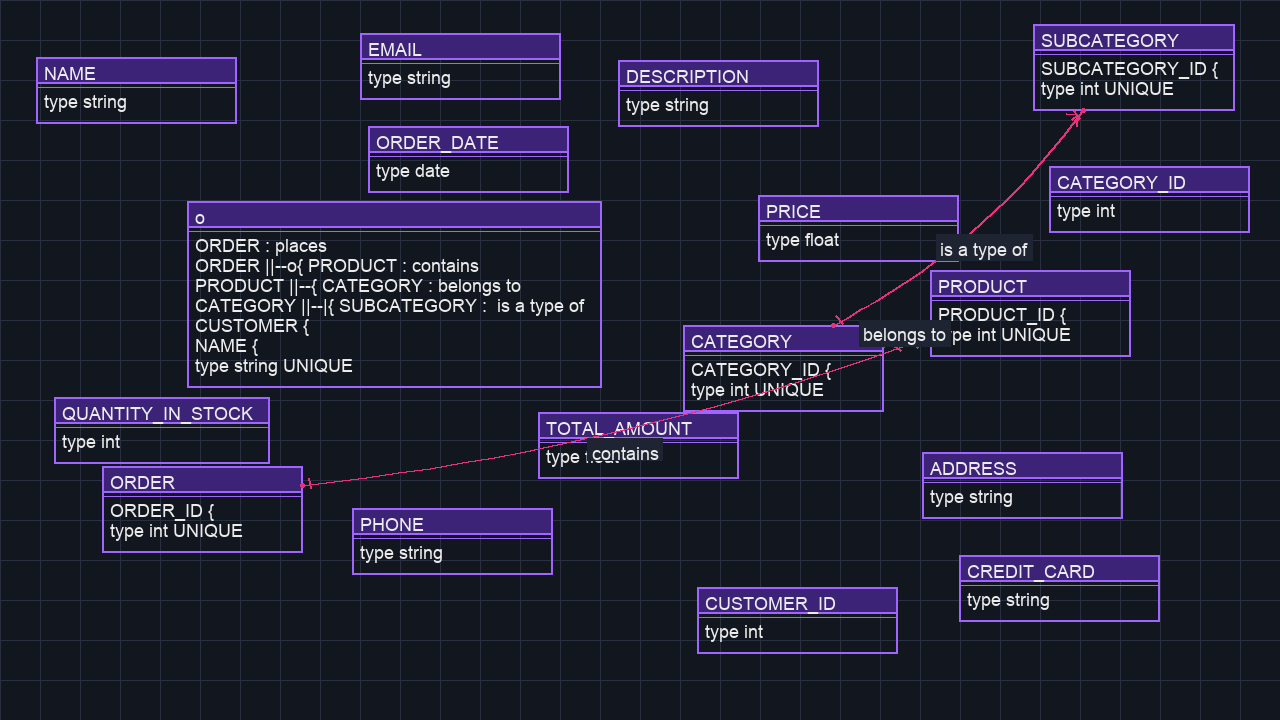 NAME
type string
EMAIL
type string
DESCRIPTION
type string
SUBCATEGORY
SUBCATEGORY_ID {
type int UNIQUE
ORDER_DATE
type date
CATEGORY_ID
type int
PRICE
type float
o
ORDER : places
ORDER ||--o{ PRODUCT : contains
PRODUCT ||--{ CATEGORY : belongs to
CATEGORY ||--|{ SUBCATEGORY :  is a type of
CUSTOMER {
NAME {
type string UNIQUE
is a type of
PRODUCT
PRODUCT_ID {
int UNIQUE
belongs to
CATEGORY
CATEGORY_ID {
type int UNIQUE
QUANTITY_IN_STOCK
type int
TOTAL_AMOUNT
type
contains
ORDER
ORDER_ID {
type int UNIQUE
ADDRESS
type string
PHONE
type string
CREDIT_CARD
type string
CUSTOMER_ID
type int